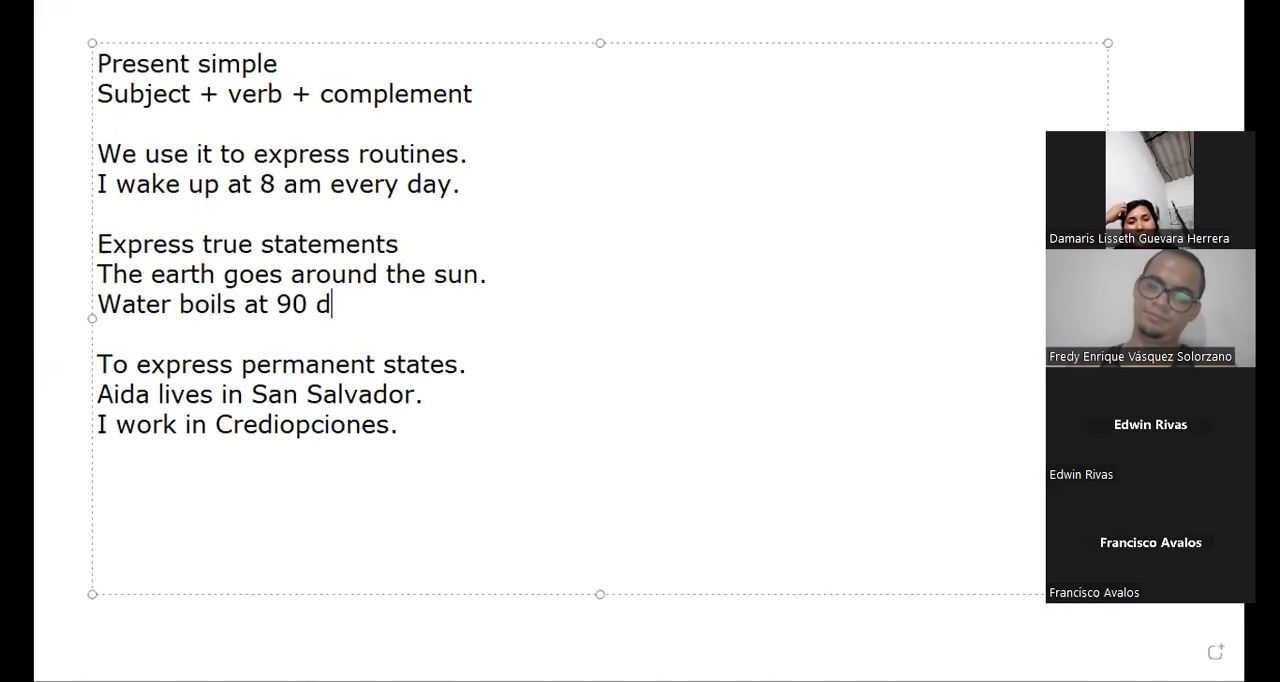 Present simple
Subject + verb + complement
We use it to express routines.
I wake up at 8 am every day.
Express true statements
The earth goes around the sun.
Water boils at 90 d
To express permanent states.
Aida lives in San Salvador.
I work in Crediopciones.
Damaris Lisseth Guevara Herrera
Fredy Enrique Vásquez Solorzano
Edwin Rivas
Edwin Rivas
Francisco Avalos
Francisco Avalos